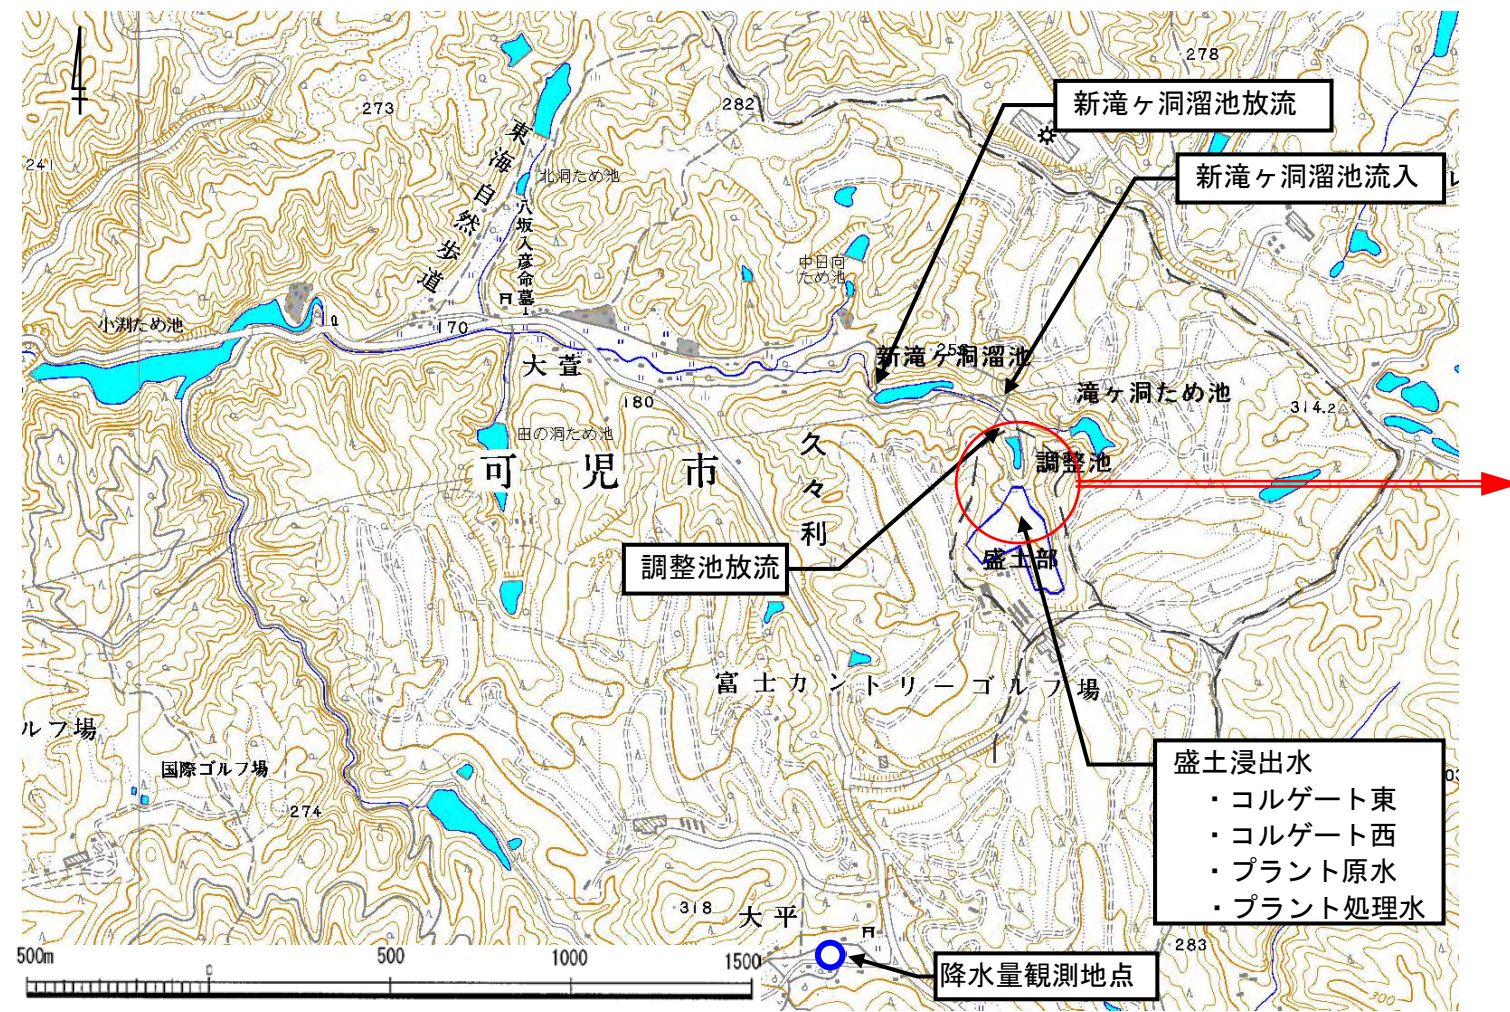 278
新滝ヶ洞溜池放流
282
273
東海自然歩道
241
新滝ヶ洞溜池流入
レ
北洞ため池
八坂入彦命墓
中日向
ため池
小渕ため池
170
大萱
新滝ヶ洞溜池
滝ヶ洞ため池
314.2
180
田の洞ため池
久々利
可児市
調整池
250
調整池放流
盛土部
富士カントリーゴルフ場
ルフ場
国際ゴルフ場
274
盛土浸出水
・コルゲート東
・コルゲート西
・プラント原水
・プラント処理水
318
大平
283
降水量観測地点
300
500m
0
500
1000
1500